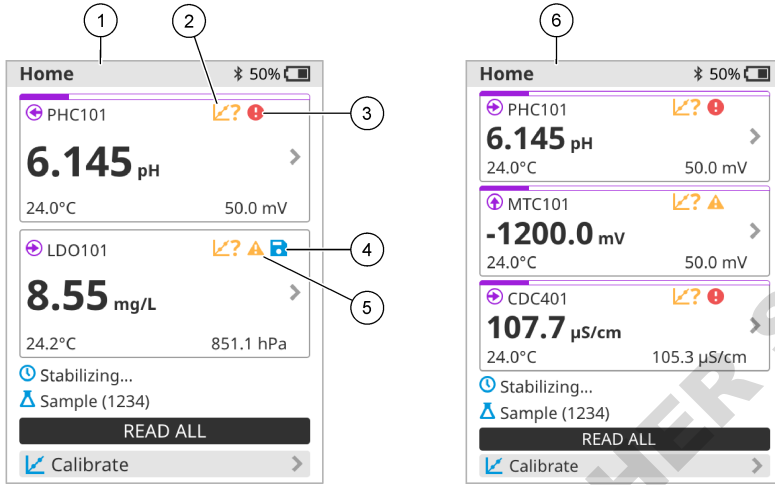 1
2
6
Home 50%
PHC101 ?
3
6.145 pH
24.0°C 50.0 mV
LDO101 ?
4
8.55 mg/L
5
24.2°C 851.1 hPa
Stabilizing...
Sample (1234)
READ ALL
Calibrate
Home 50%
PHC101 ?
6.145 pH
24.0°C 50.0 mV
MTC101 ?
-1200.0 mV
24.0°C 50.0 mV
CDC401 ?
107.7 µS/cm
24.0°C 105.3 µS/cm
Stabilizing...
Sample (1234)
READ ALL
Calibrate